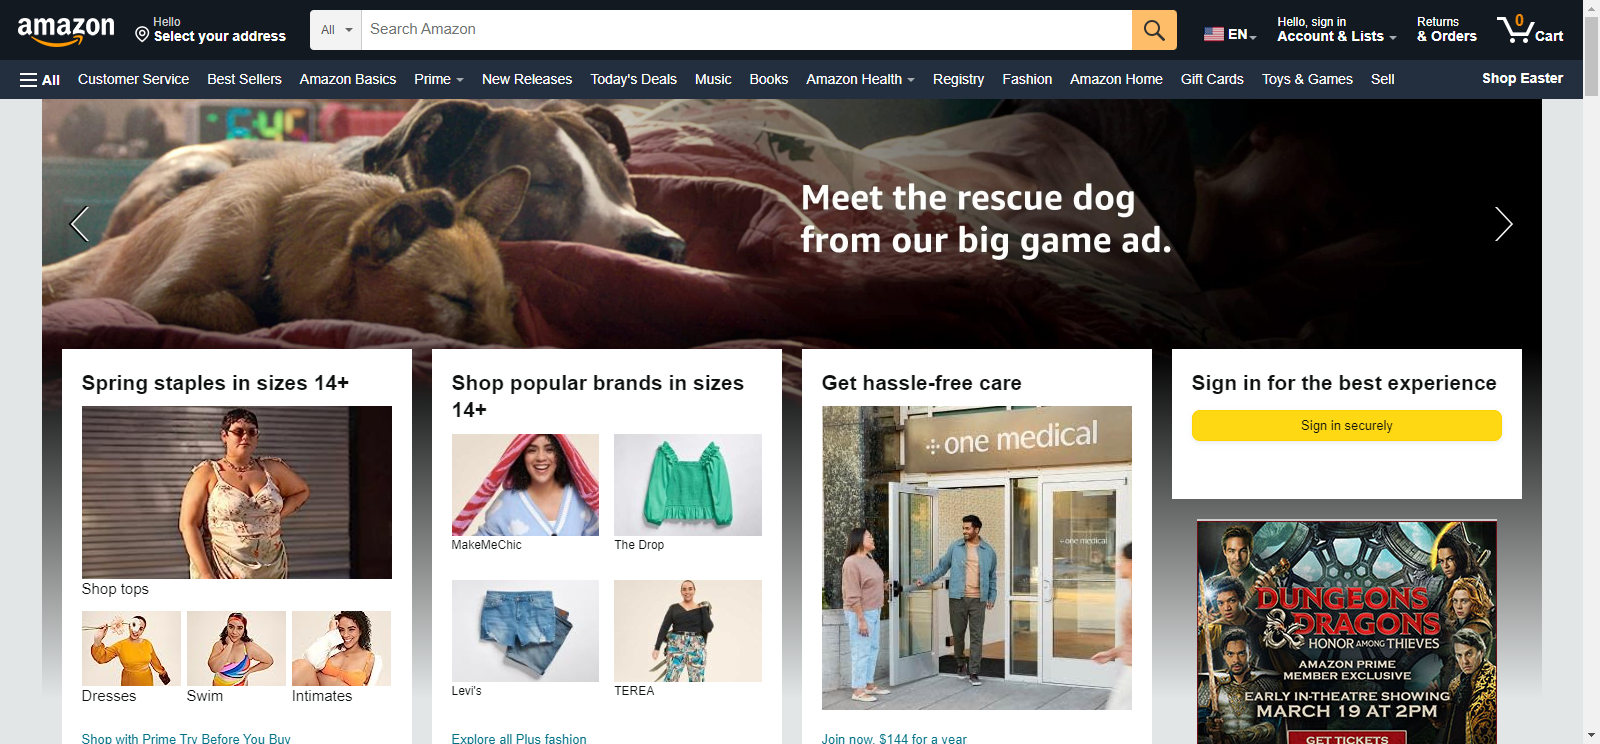 amazon
Hello
Select your address
All
Search Amazon
EN
Hello, sign in
Account & Lists
Returns
& Orders
0
Cart
All
Customer Service
Best Sellers
Amazon Basics
Prime
New Releases
Today's Deals
Music
Books
Amazon Health
Registry
Fashion
Amazon Home
Gift Cards
Toys & Games
Sell
Shop Easter
Meet the rescue dog
from our big game ad.
Spring staples in sizes 14+
Shop tops
Dresses
Swim
Intimates
Shop with Prime Try Before You Buy
Shop popular brands in sizes
14+
MakeMeChic
The Drop
Levi's
TEREA
Explore all Plus fashion
Get hassle-free care
one medical
one medical
Join now, $144 for a year
Sign in for the best experience
Sign in securely
DUNGEONS
& DRAGONS
HONOR AMONG THIEVES
AMAZON PRIME
MEMBER EXCLUSIVE
EARLY IN-THEATRE SHOWING
MARCH 19 AT 2PM
GET TICKETS